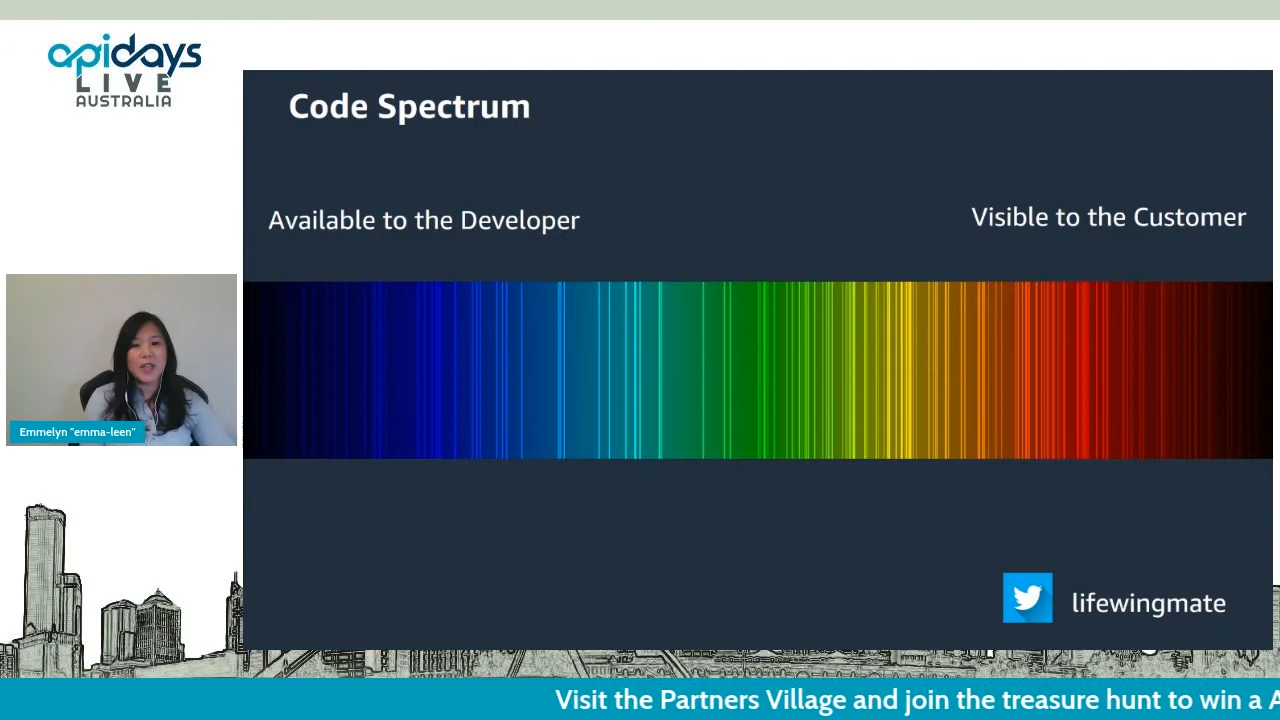 apidays
LIVE
AUSTRALIA
Code Spectrum
Available to the Developer
Visible to the Customer
Emmelyn "emma-leen"
lifewingmate
Visit the Partners Village and join the treasure hunt to win a A